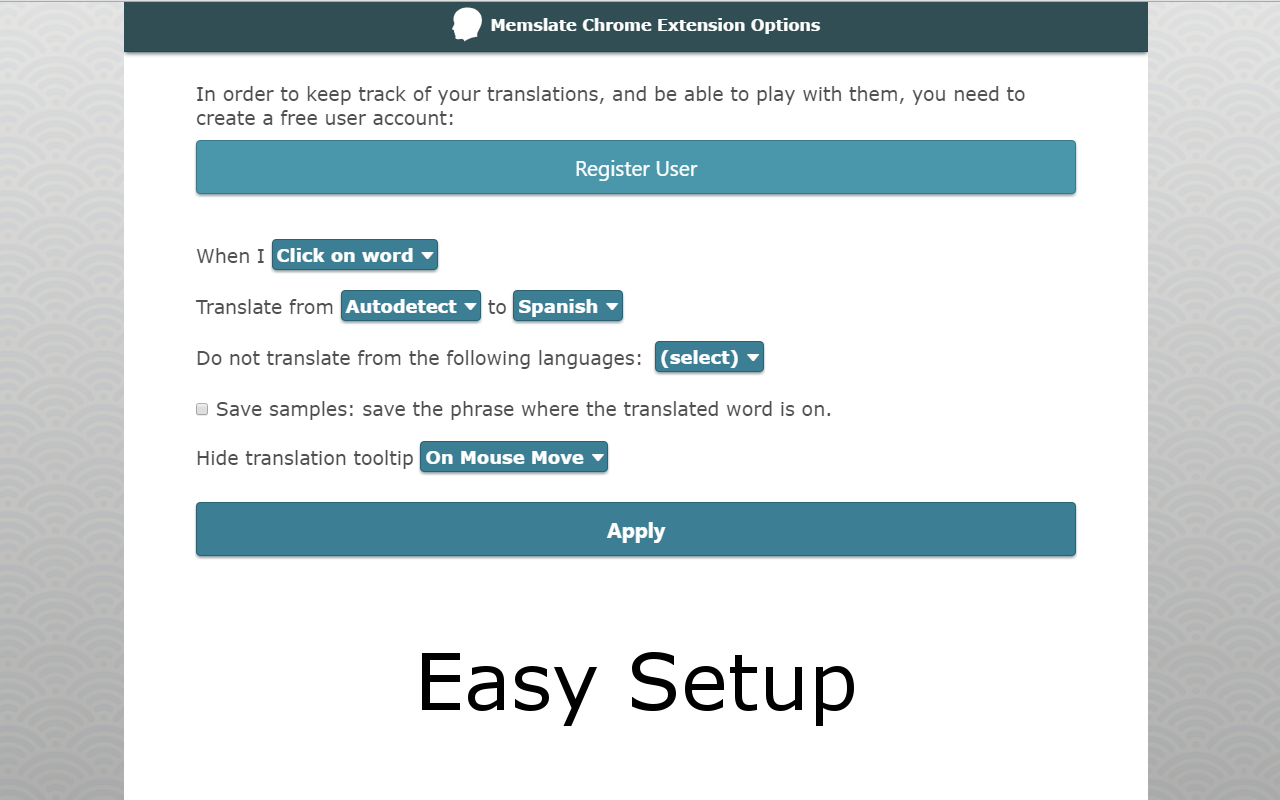 Memslate Chrome Extension Options
In order to keep track of your translations, and be able to play with them, you need to
create a free user account:
Register User
When I Click on word
Translate from Autodetect to Spanish
Do not translate from the following languages: (select)
Save samples: save the phrase where the translated word is on.
Hide translation tooltip On Mouse Move
Apply
Easy Setup